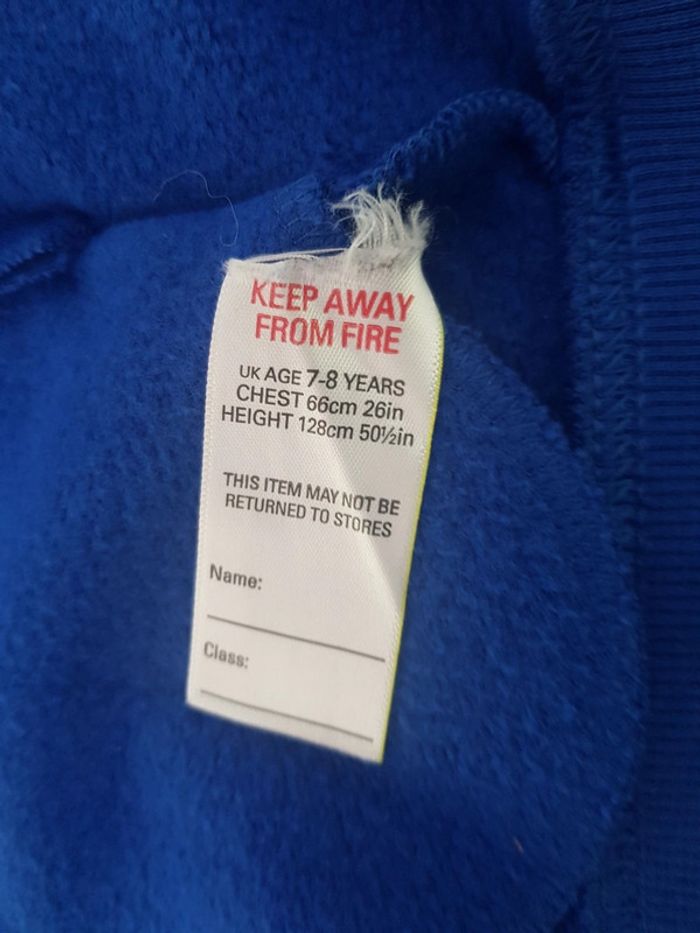 KEEP AWAY
FROM FIRE
UK AGE 7-8 YEARS
CHEST 66cm 26in
HEIGHT 128cm 50½in
THIS ITEM MAY NOT BE
RETURNED TO STORES
Name:
Class: